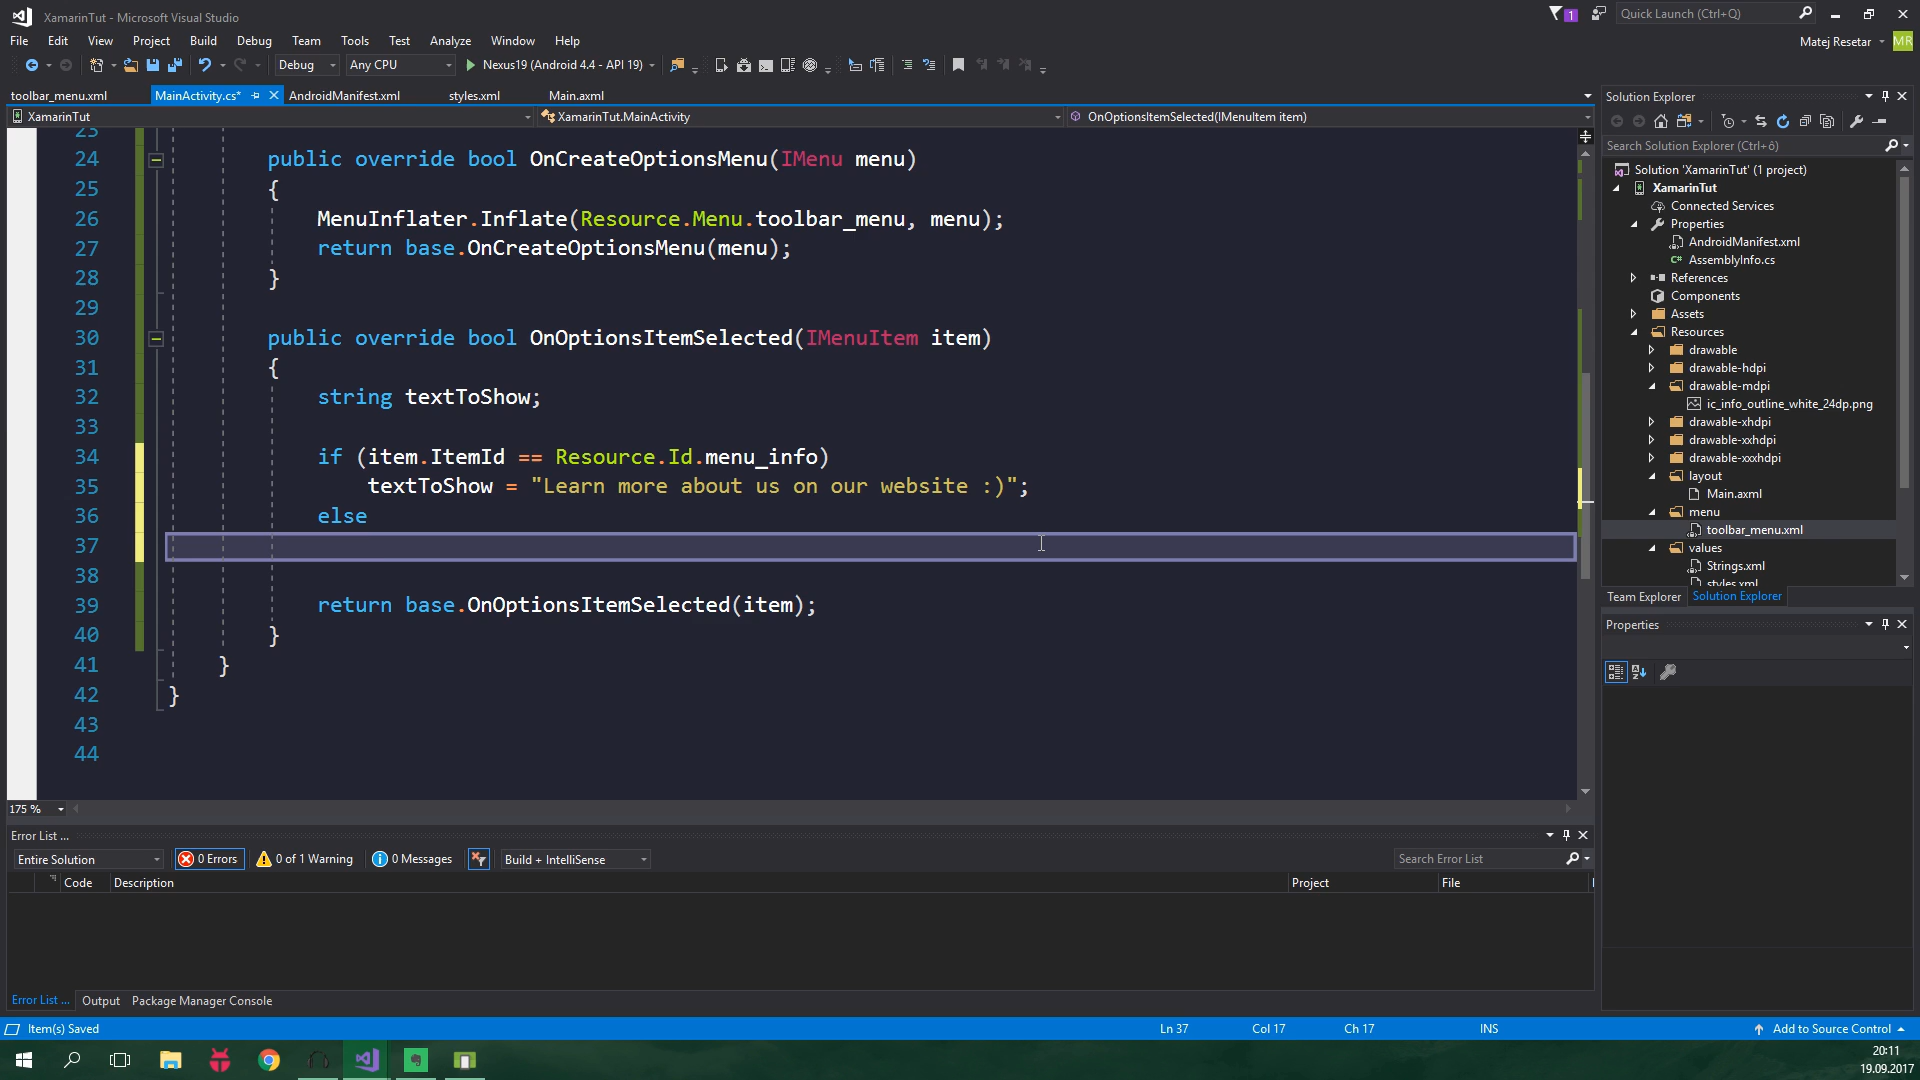 XamarinTut - Microsoft Visual Studio
1
Quick Launch (Ctrl+Q)
File Edit View Project Build Debug Team Tools Test Analyze Window Help
Matej Resetar MR
Debug Any CPU Nexus19 (Android 4.4 - API 19)
toolbar_menu.xml MainActivity.cs* AndroidManifest.xml styles.xml Main.axml
XamarinTut XamarinTut.MainActivity OnOptionsItemSelected(IMenuItem item)
23
24 public override bool OnCreateOptionsMenu(IMenu menu)
25 {
26 MenuInflater.Inflate(Resource.Menu.toolbar_menu, menu);
27 return base.OnCreateOptionsMenu(menu);
28 }
29
30 public override bool OnOptionsItemSelected(IMenuItem item)
31 {
32 string textToShow;
33
34 if (item.ItemId == Resource.Id.menu_info)
35 textToShow = "Learn more about us on our website :)";
36 else
37
38
39 return base.OnOptionsItemSelected(item);
40 }
41 }
42 }
43
44
175 %
Solution Explorer
Search Solution Explorer (Ctrl+ô)
Solution 'XamarinTut' (1 project)
XamarinTut
Connected Services
Properties
AndroidManifest.xml
C# AssemblyInfo.cs
References
Components
Assets
Resources
drawable
drawable-hdpi
drawable-mdpi
ic_info_outline_white_24dp.png
drawable-xhdpi
drawable-xxhdpi
drawable-xxxhdpi
layout
Main.axml
menu
toolbar_menu.xml
values
Strings.xml
styles.xml
Team Explorer Solution Explorer
Properties
Error List ...
Entire Solution 0 Errors 0 of 1 Warning 0 Messages Build + IntelliSense Search Error List
Code Description Project File
Error List ... Output Package Manager Console
Item(s) Saved Ln 37 Col 17 Ch 17 INS Add to Source Control
20:11
19.09.2017